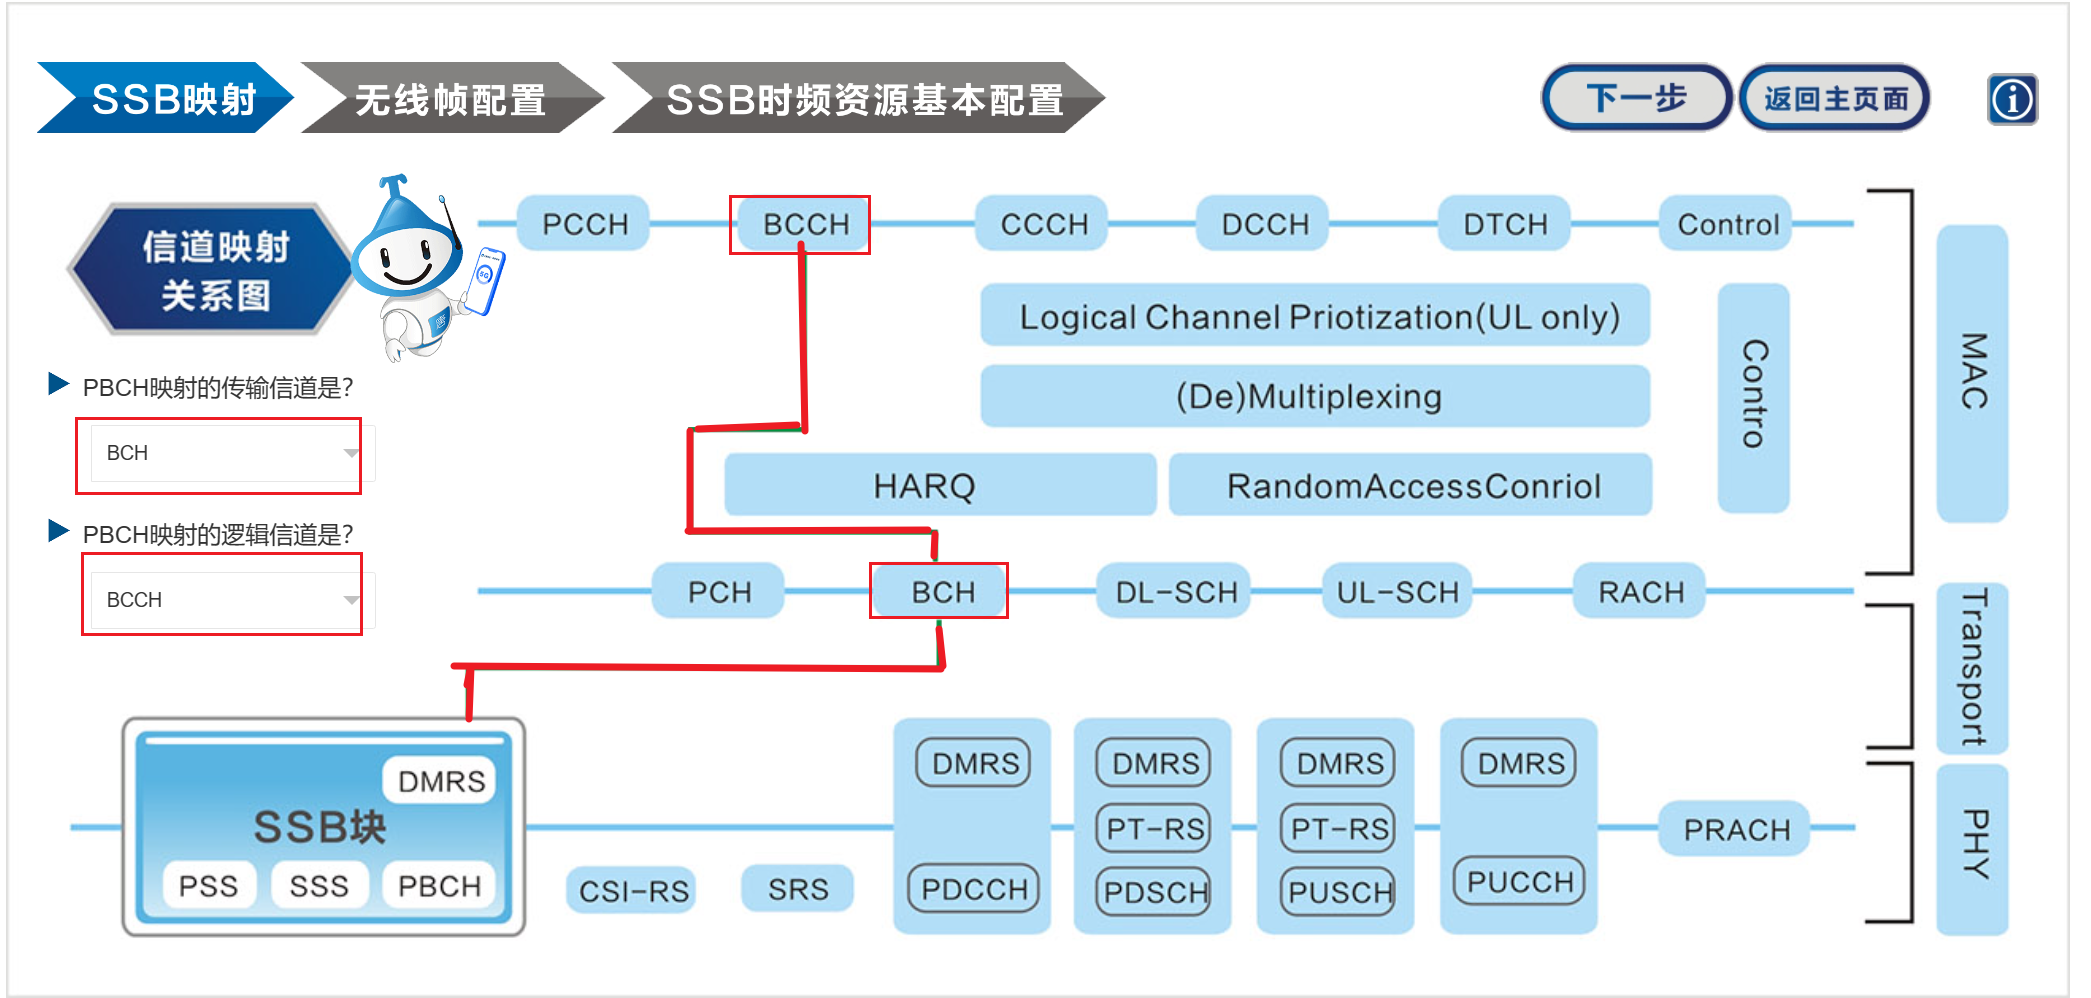 SSB映射
无线帧配置
SSB时频资源基本配置
下一步
返回主页面
i
信道映射
关系图
5G
PBCH映射的传输信道是?
BCH
PBCH映射的逻辑信道是?
BCCH
PCCH
BCCH
CCCH
DCCH
DTCH
Control
Logical Channel Priotization(UL only)
(De)Multiplexing
Contro
HARQ
RandomAccessConriol
MAC
PCH
BCH
DL-SCH
UL-SCH
RACH
Transport
DMRS
SSB块
PSS
SSS
PBCH
CSI-RS
SRS
DMRS
PDCCH
DMRS
PT-RS
PDSCH
DMRS
PT-RS
PUSCH
DMRS
PUCCH
PRACH
PHY